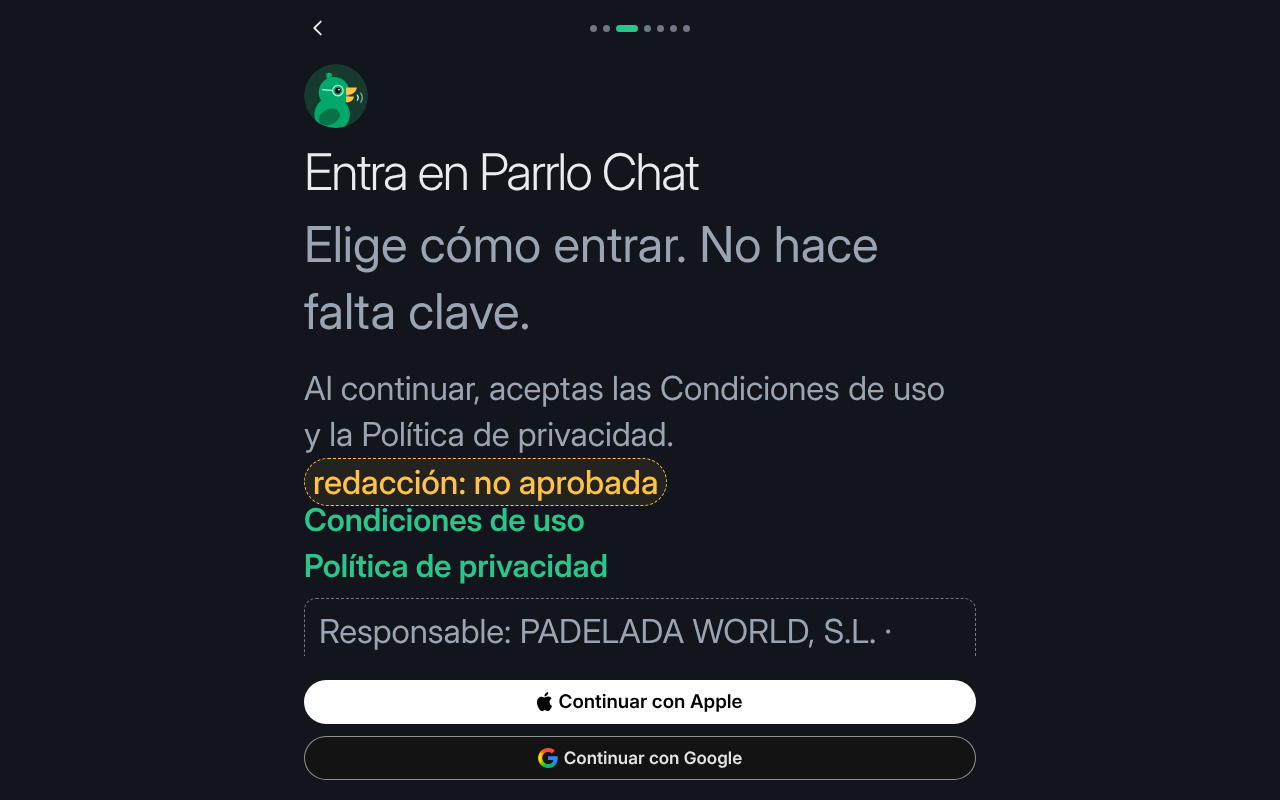 Entra en Parrlo Chat
Elige cómo entrar. No hace
falta clave.
Al continuar, aceptas las Condiciones de uso
y la Política de privacidad.
redacción: no aprobada
Condiciones de uso
Política de privacidad
Responsable: PADELADA WORLD, S.L. ·
Continuar con Apple
Continuar con Google